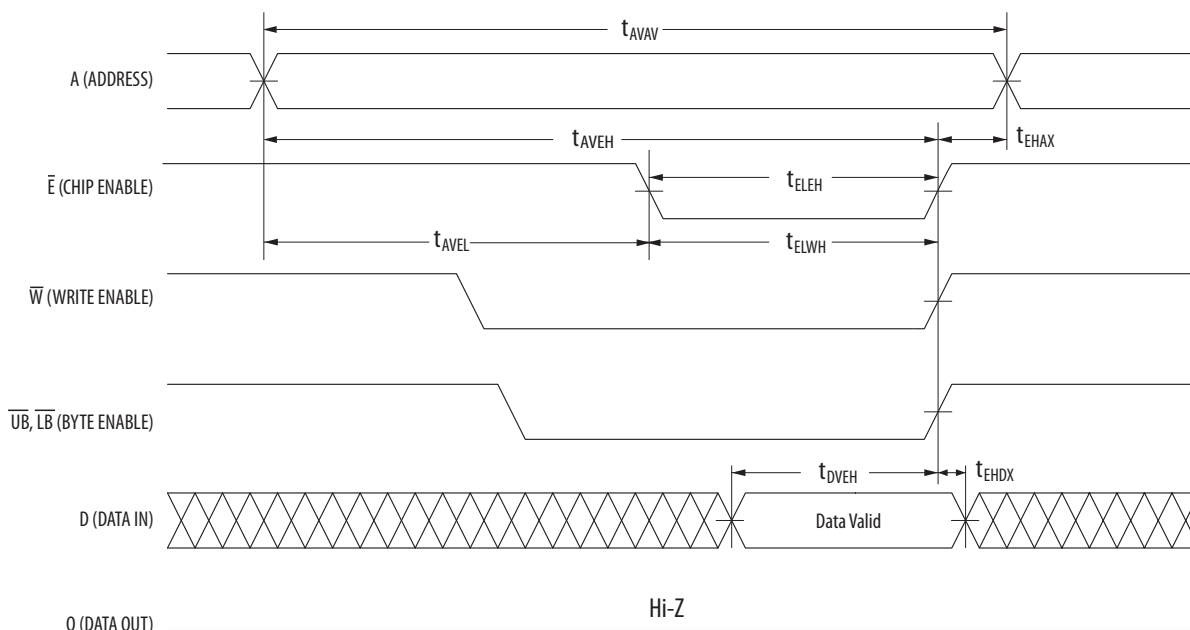 tAVAV
A (ADDRESS)
tAVEH
tEHAX
E̅ (CHIP ENABLE)
tELEH
tAVEL
tELWH
W̅ (WRITE ENABLE)
U̅B̅, L̅B̅ (BYTE ENABLE)
tDVEH
tEHDX
D (DATA IN)
Data Valid
Hi-Z
Q (DATA OUT)